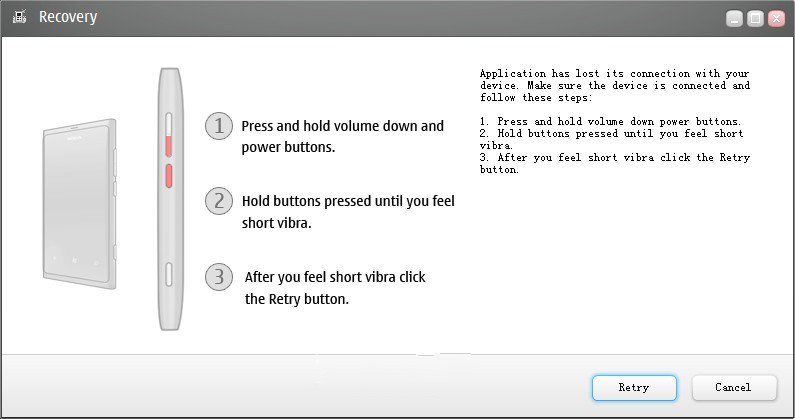 Recovery
1
Press and hold volume down and
power buttons.
2
Hold buttons pressed until you feel
short vibra.
3
After you feel short vibra click
the Retry button.
Application has lost its connection with your
device. Make sure the device is connected and
follow these steps:
1. Press and hold volume down power buttons.
2. Hold buttons pressed until you feel short
vibra.
3. After you feel short vibra click the Retry
button.
Retry
Cancel